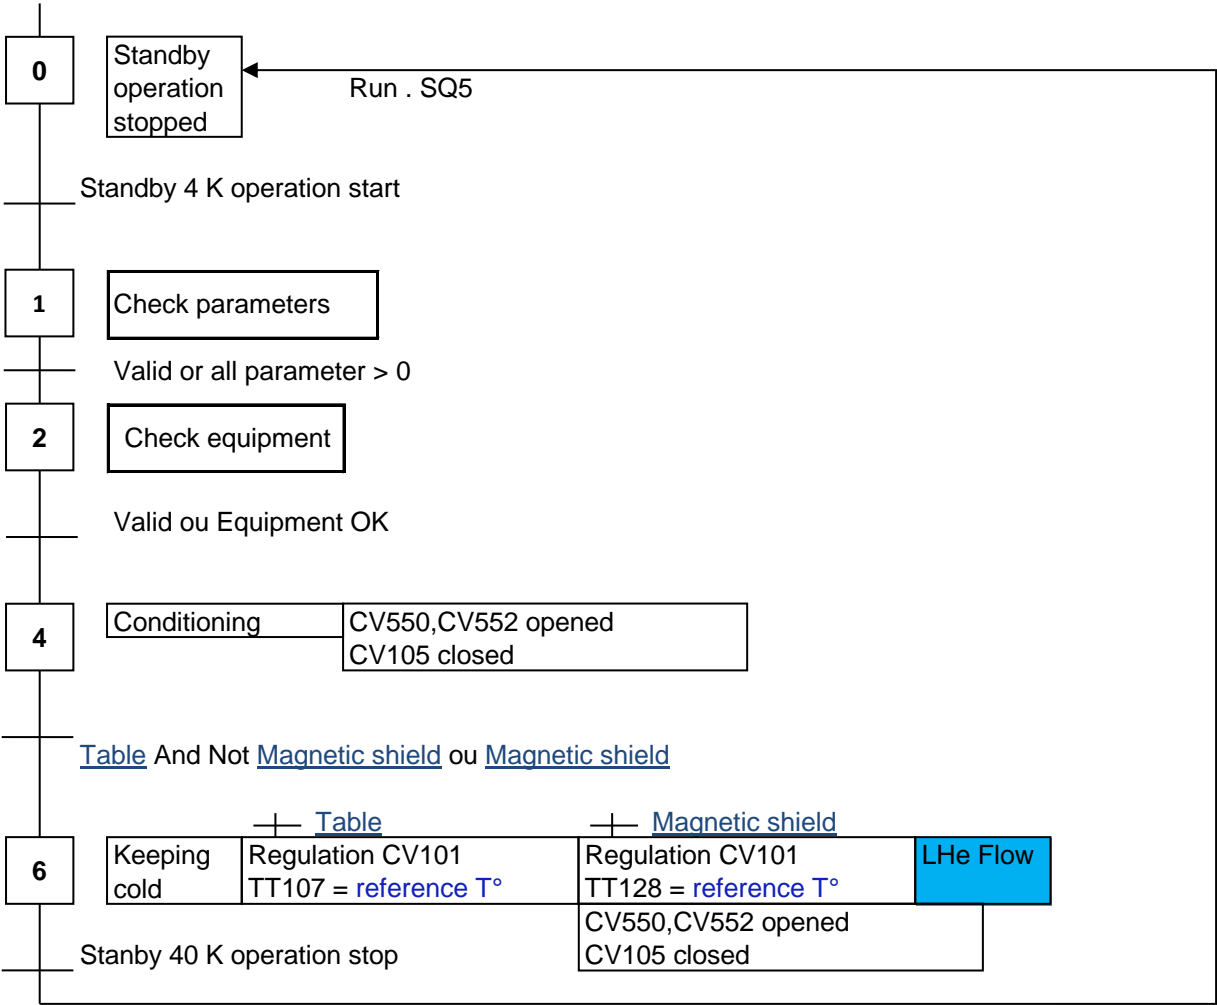 0
Standby
operation
stopped
Run . SQ5
Standby 4 K operation start
1
Check parameters
Valid or all parameter > 0
2
Check equipment
Valid ou Equipment OK
4
Conditioning
CV550,CV552 opened
CV105 closed
Table And Not Magnetic shield ou Magnetic shield
Table
Magnetic shield
6
Keeping
cold
Regulation CV101
TT107 = reference T°
Regulation CV101
TT128 = reference T°
LHe Flow
CV550,CV552 opened
CV105 closed
Stanby 40 K operation stop